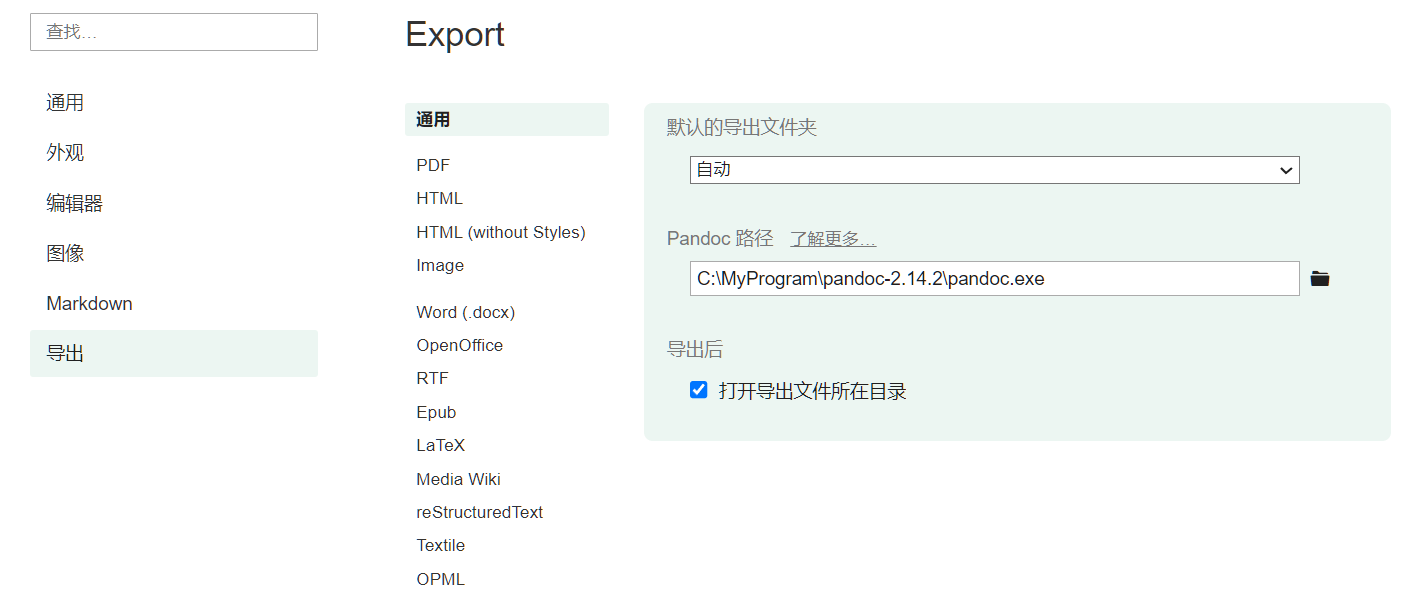 查找…
通用
外观
编辑器
图像
Markdown
导出
Export
通用
PDF
HTML
HTML (without Styles)
Image
Word (.docx)
OpenOffice
RTF
Epub
LaTeX
Media Wiki
reStructuredText
Textile
OPML
默认的导出文件夹
自动
Pandoc 路径 了解更多…
C:\MyProgram\pandoc-2.14.2\pandoc.exe
导出后
打开导出文件所在目录